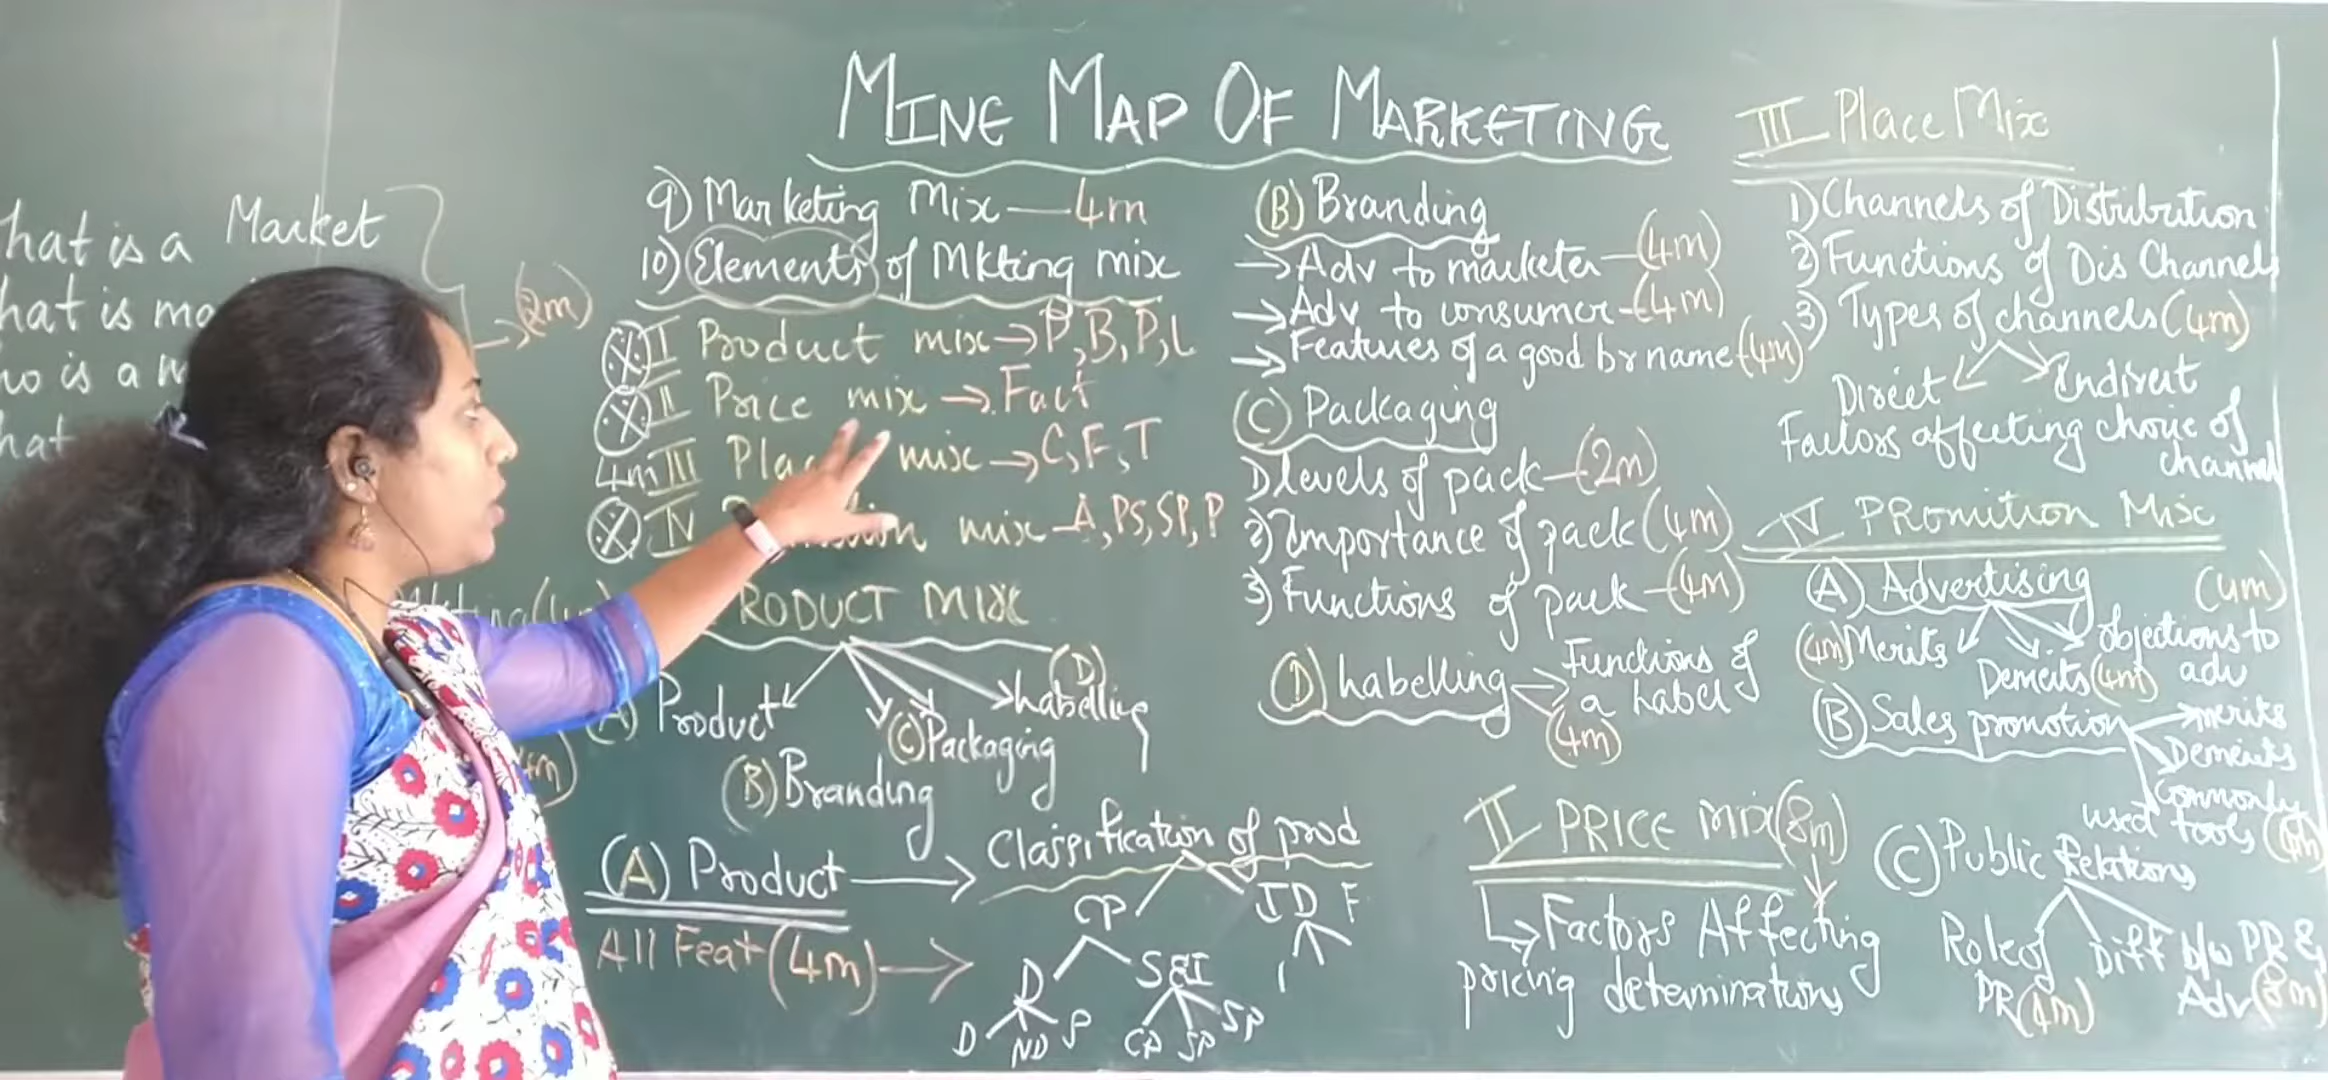 MINE MAP OF MARKETING
hat is a Market
hat is ma
ho is a m
hat
(2m)
9) Marketing Mix — 4m
10) Elements of Mkting mix
I Product mix → P, B, P, L
II Price mix → Fact
4m III Pla mix → C, F, T
IV tion mix - A, PS, SP, P
RODUCT MIX
(A) Product
(B) Branding
(C) Packaging
(D) Labelling
(A) Product → Classification of prod
CP
I D F
All Feat (4m) →
D S&I
D ND P CP SP SP
(B) Branding
→ Adv to marketer - (4m)
→ Adv to consumer - (4m)
→ Features of a good br name - (4m)
(C) Packaging
1) levels of pack - (2m)
2) Importance of pack (4m)
3) Functions of pack - (4m)
(D) Labelling → Functions of a Label
(4m)
II PRICE MIX (8m)
↳ Factors Affecting
pricing determinations
III Place Mix
1) Channels of Distribution
2) Functions of Dis Channels
3) Types of channels (4m)
Direct Indirect
Factors affecting choice of
channel
IV PROMITION MIX
(A) Advertising (4m)
(4m) Merits Demeits (4m) objections to
adv
(B) Sales promotion → merits
Demerits
Commonly
used tools (4m)
(C) Public Relations
Role of Diff b/w PR &
PR (4m) Adv (8m)